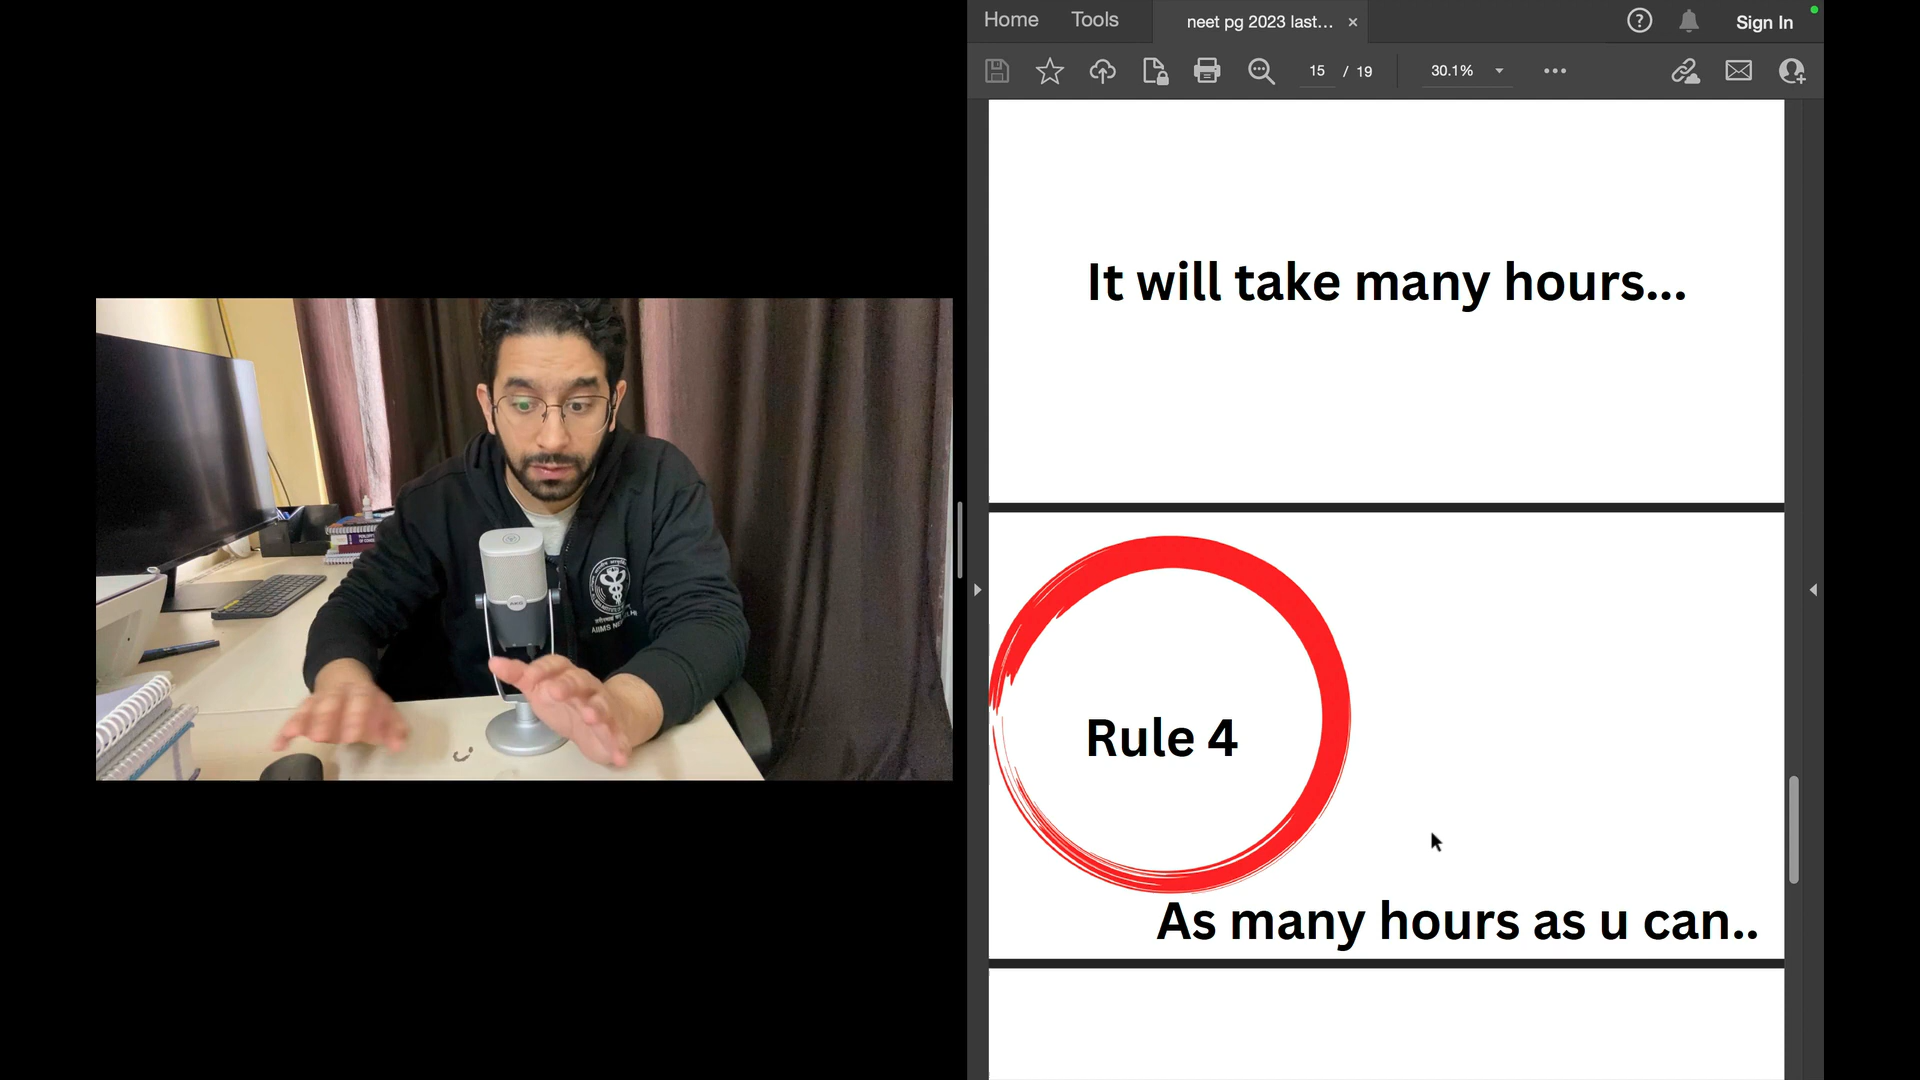 Home Tools neet pg 2023 last... × Sign In
15 / 19 30.1%
It will take many hours...
Rule 4
As many hours as u can..